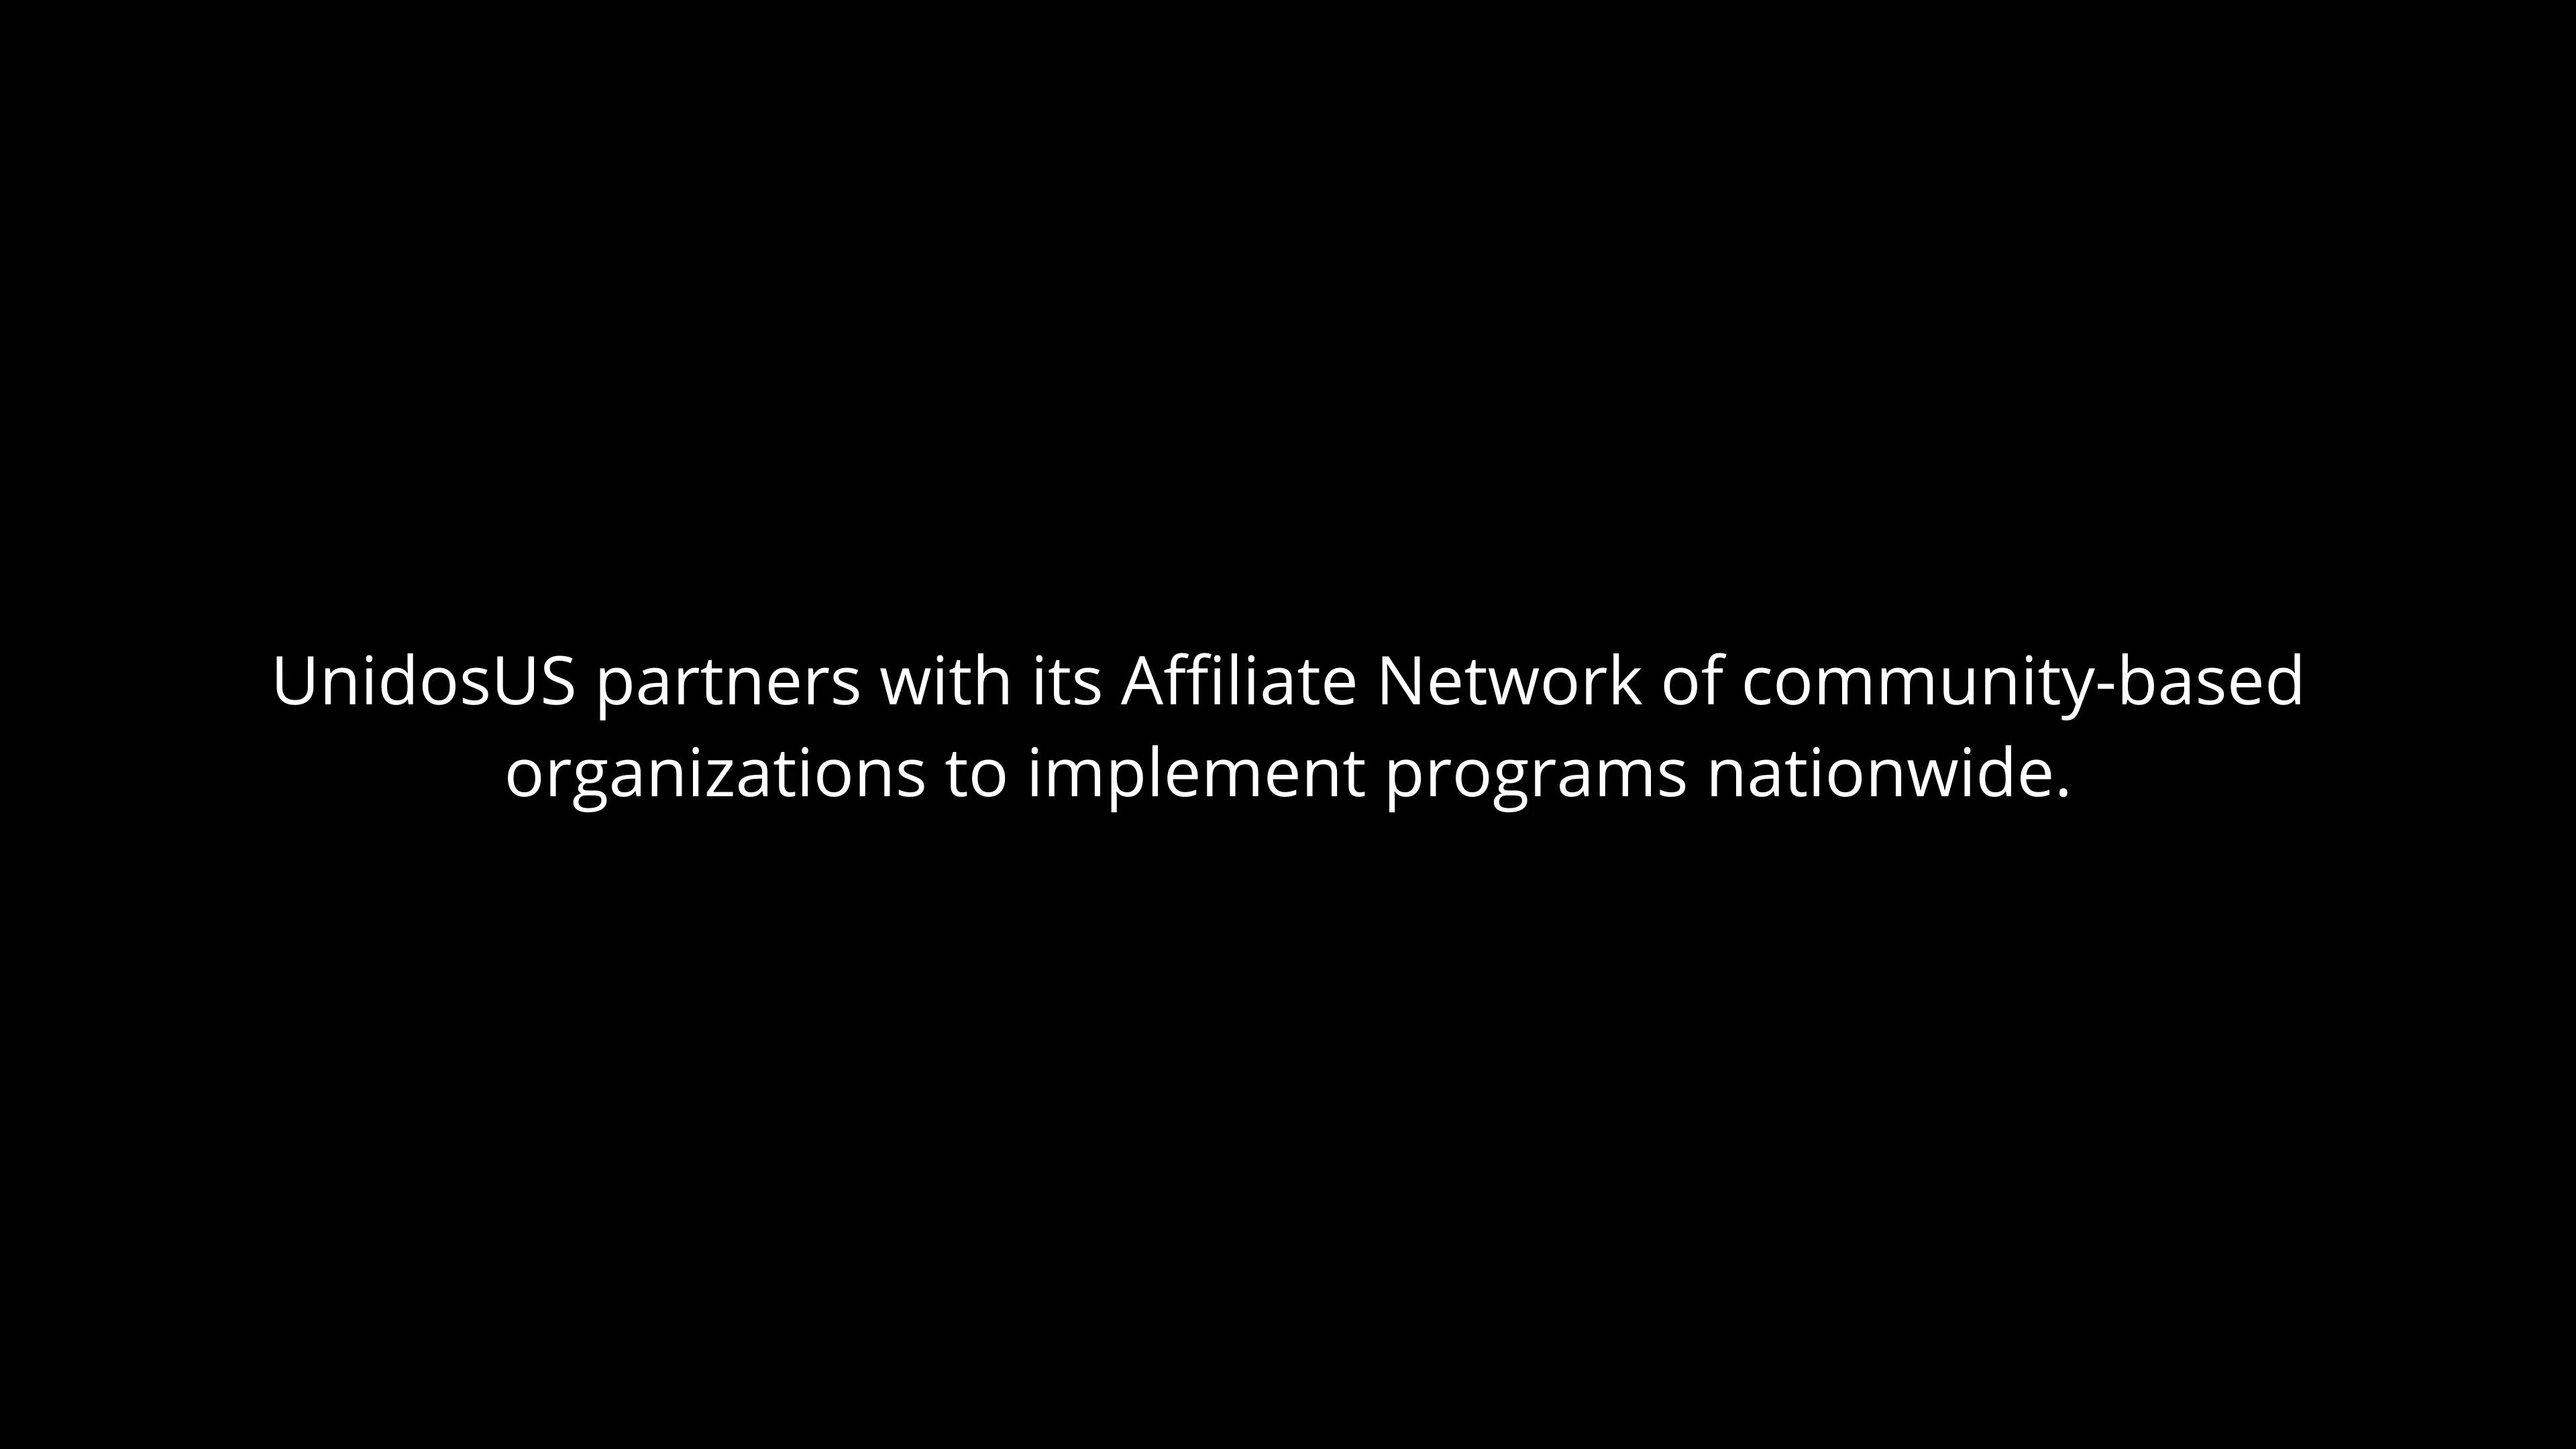 UnidosUS partners with its Affiliate Network of community-based
organizations to implement programs nationwide.